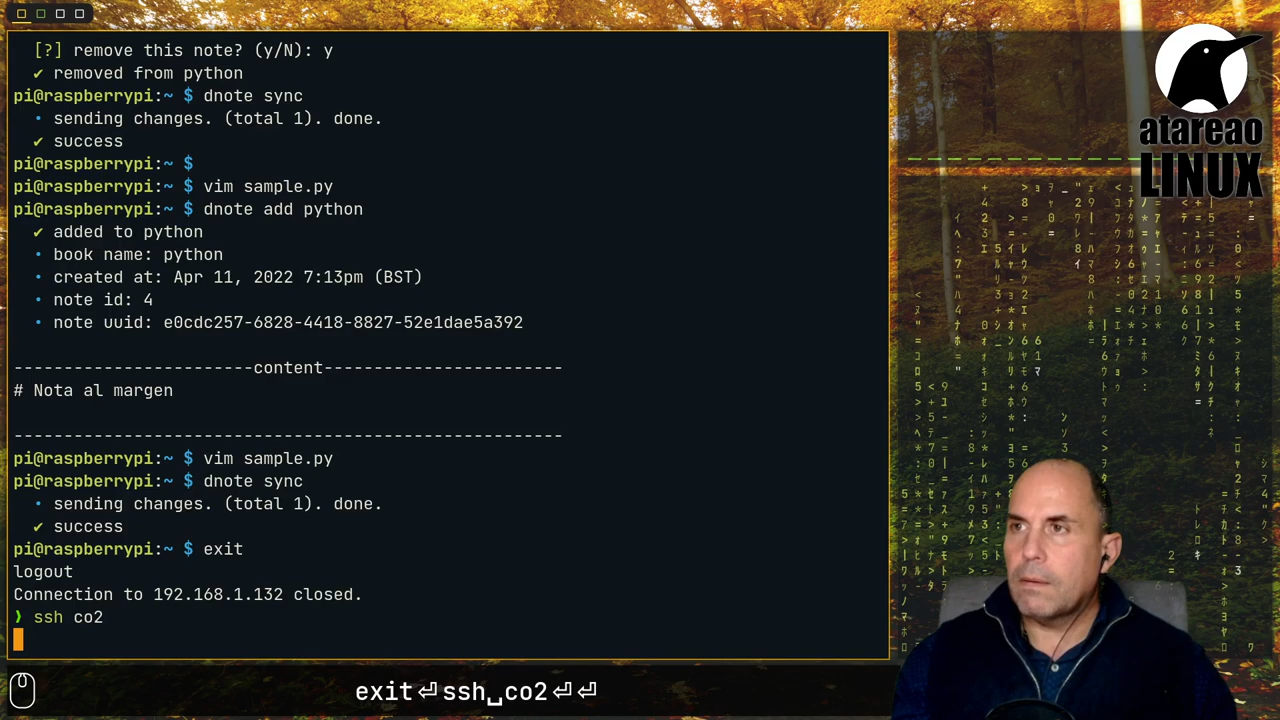 [?] remove this note? (y/N): y
✔ removed from python
pi@raspberrypi:~ $ dnote sync
• sending changes. (total 1). done.
✔ success
pi@raspberrypi:~ $
pi@raspberrypi:~ $ vim sample.py
pi@raspberrypi:~ $ dnote add python
✔ added to python
• book name: python
• created at: Apr 11, 2022 7:13pm (BST)
• note id: 4
• note uuid: e0cdc257-6828-4418-8827-52e1dae5a392
------------------------content------------------------
# Nota al margen
-------------------------------------------------------
pi@raspberrypi:~ $ vim sample.py
pi@raspberrypi:~ $ dnote sync
• sending changes. (total 1). done.
✔ success
pi@raspberrypi:~ $ exit
logout
Connection to 192.168.1.132 closed.
❯ ssh co2
exit⏎ssh␣co2⏎⏎
atareao
LINUX